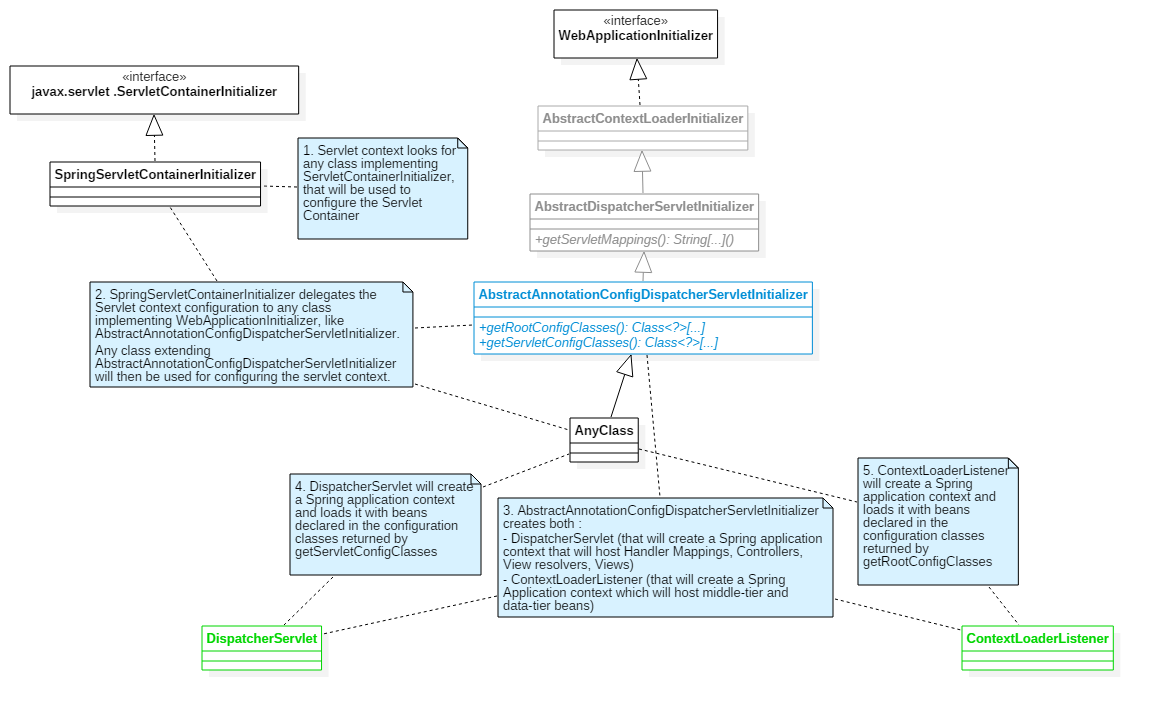 «interface»
WebApplicationInitializer
«interface»
javax.servlet .ServletContainerInitializer
AbstractContextLoaderInitializer
SpringServletContainerInitializer
1. Servlet context looks for
any class implementing
ServletContainerInitializer,
that will be used to
configure the Servlet
Container
AbstractDispatcherServletInitializer
+getServletMappings(): String[...]()
2. SpringServletContainerInitializer delegates the
Servlet context configuration to any class
implementing WebApplicationInitializer, like
AbstractAnnotationConfigDispatcherServletInitializer.
Any class extending
AbstractAnnotationConfigDispatcherServletInitializer
will then be used for configuring the servlet context.
AbstractAnnotationConfigDispatcherServletInitializer
+getRootConfigClasses(): Class<?>[...]
+getServletConfigClasses(): Class<?>[...]
AnyClass
4. DispatcherServlet will create
a Spring application context
and loads it with beans
declared in the configuration
classes returned by
getServletConfigClasses
3. AbstractAnnotationConfigDispatcherServletInitializer
creates both :
- DispatcherServlet (that will create a Spring application
context that will host Handler Mappings, Controllers,
View resolvers, Views)
- ContextLoaderListener (that will create a Spring
Application context which will host middle-tier and
data-tier beans)
5. ContextLoaderListener
will create a Spring
application context and
loads it with beans
declared in the
configuration classes
returned by
getRootConfigClasses
DispatcherServlet
ContextLoaderListener